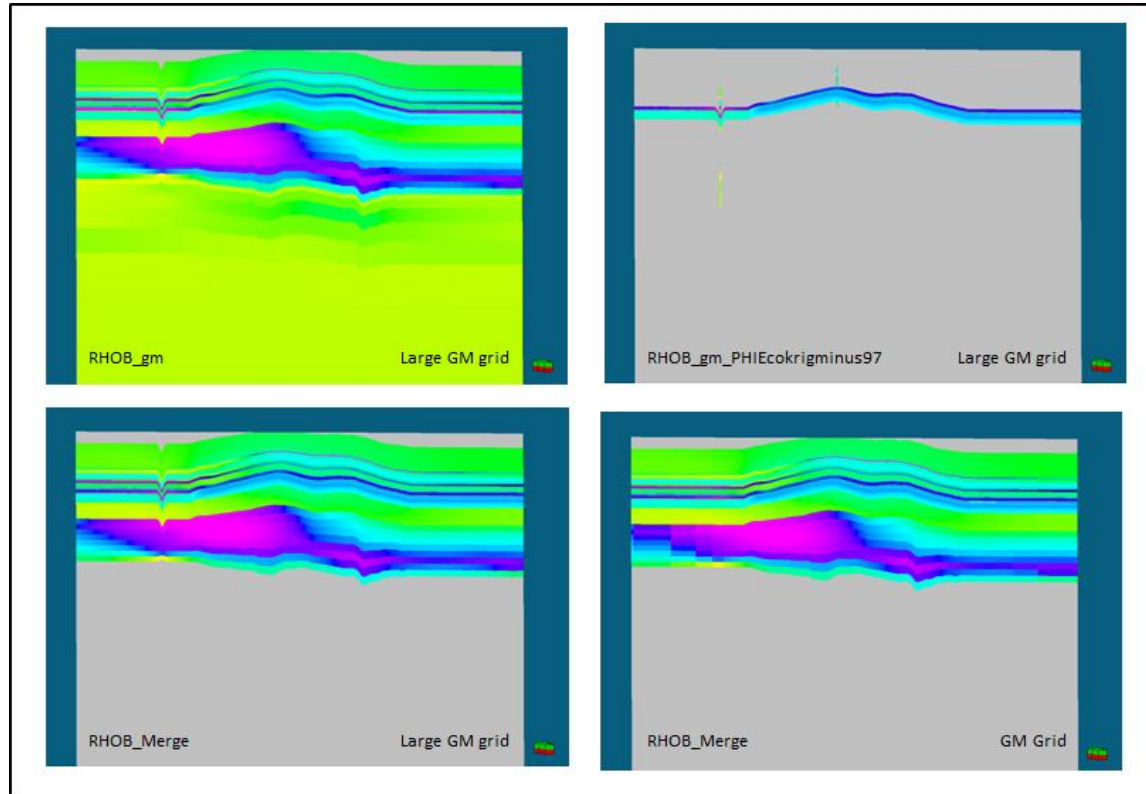 RHOB_gm Large GM grid
RHOB_gm_PHIEcokrigminus97 Large GM grid
RHOB_Merge Large GM grid
RHOB_Merge GM Grid